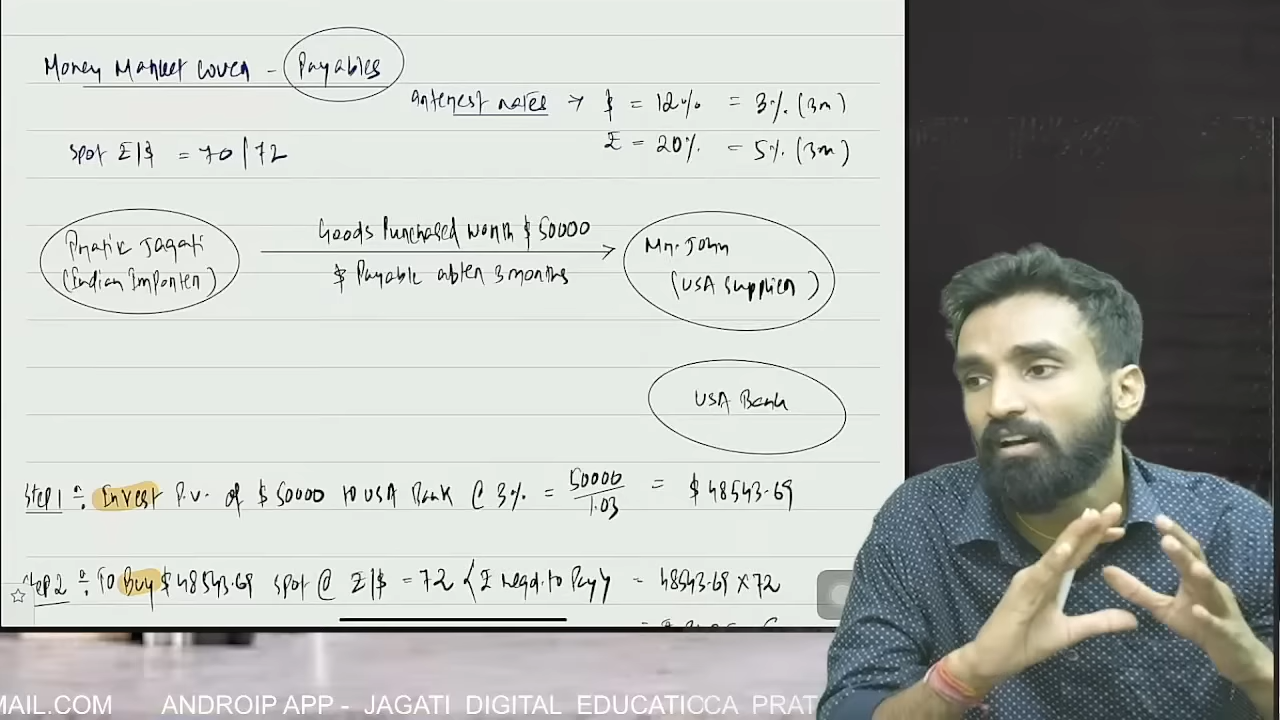 Money Market Cover - Payables
Interest rates → $ = 12% = 3% (3m)
Spot ₹/$ = 70/72
₹ = 20% = 5% (3m)
Goods Purchased worth $ 50000
Pratik Jagati
(Indian Importer)
$ Payable after 3 months
Mr. John
(USA Supplier)
USA Bank
Step 1 :- Invest P.v. of $ 50000 to USA Bank @ 3% = 50000/1.03 = $ 48543.69
Step 2 :- To Buy $48543.69 spot @ ₹/$ = 72 {₹ reqd. to Pay} = 48543.69 × 72
MAIL.COM ANDROIP APP - JAGATI DIGITAL EDUCATICCA PRAT